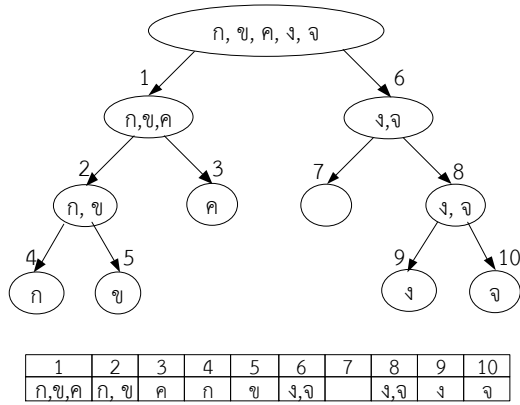 ก, ข, ค, ง, จ
1 6
ก,ข,ค ง,จ
2 3 7 8
ก, ข ค ง, จ
4 5 9 10
ก ข ง จ
1 2 3 4 5 6 7 8 9 10
ก,ข,ค ก, ข ค ก ข ง,จ ง,จ ง จ